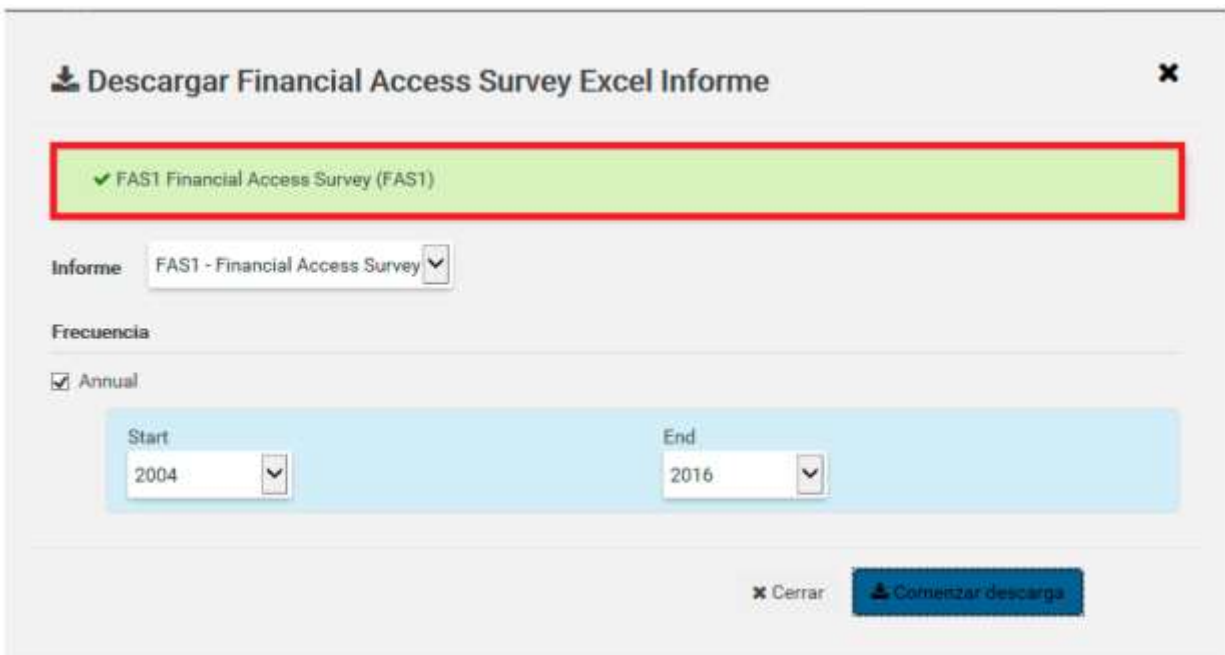 Descargar Financial Access Survey Excel Informe
FAS1 Financial Access Survey (FAS1)
Informe FAS1 - Financial Access Survey
Frecuencia
Annual
Start End
2004 2016
Cerrar Comenzar descarga